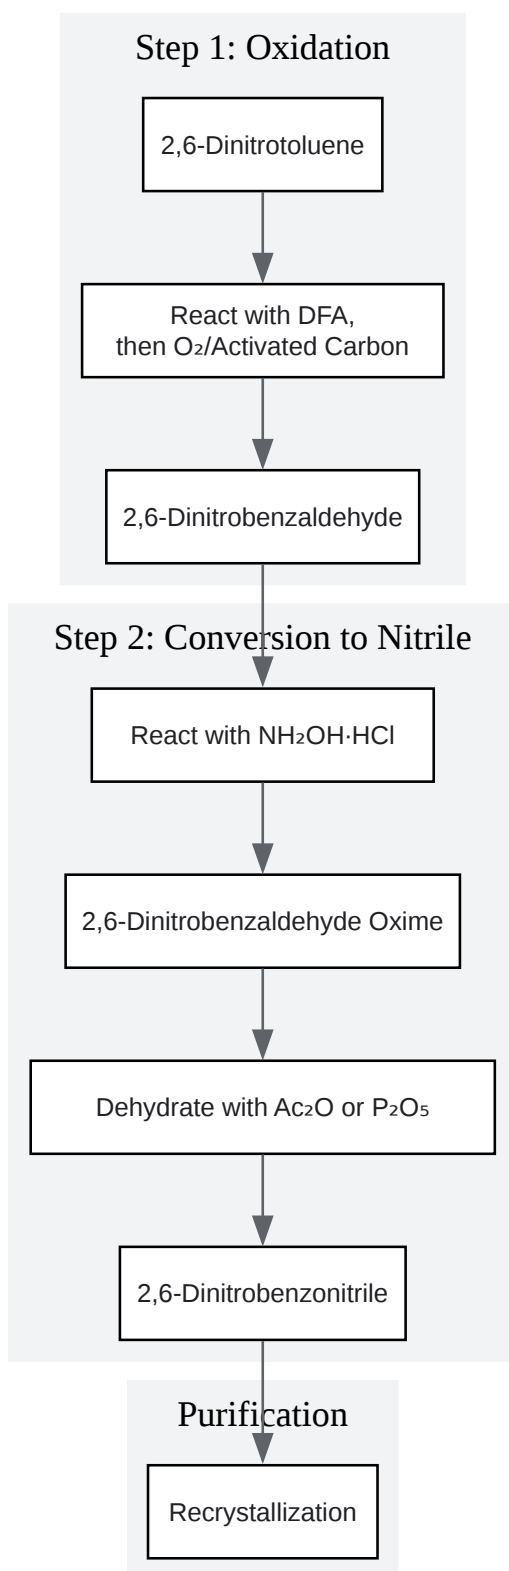 Step 1: Oxidation
2,6-Dinitrotoluene
React with DFA,
then O₂/Activated Carbon
2,6-Dinitrobenzaldehyde
Step 2: Conversion to Nitrile
React with NH₂OH·HCl
2,6-Dinitrobenzaldehyde Oxime
Dehydrate with Ac₂O or P₂O₅
2,6-Dinitrobenzonitrile
Purification
Recrystallization